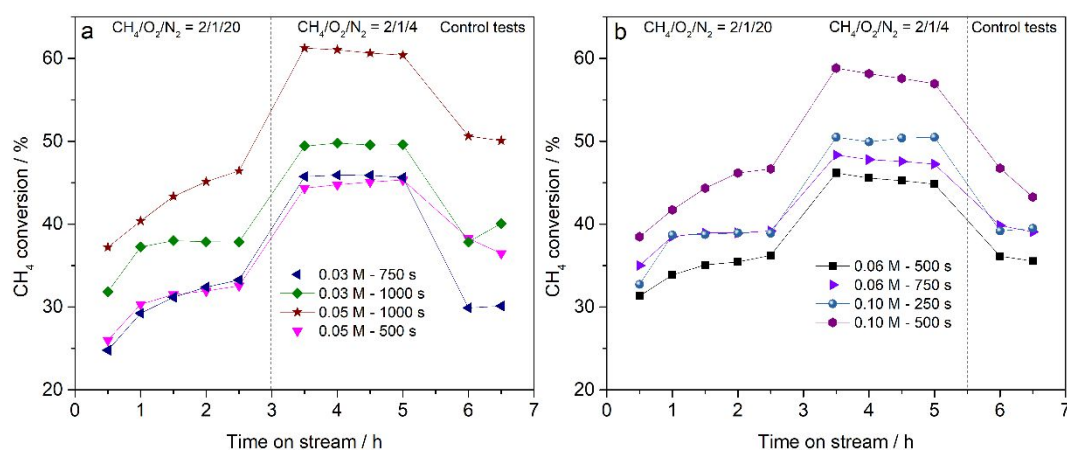 a
CH₄/O₂/N₂ = 2/1/20
CH₄/O₂/N₂ = 2/1/4
Control tests
60
50
40
30
20
CH₄ conversion / %
0.03 M - 750 s
0.03 M - 1000 s
0.05 M - 1000 s
0.05 M - 500 s
0 1 2 3 4 5 6 7
Time on stream / h
b
CH₄/O₂/N₂ = 2/1/20
CH₄/O₂/N₂ = 2/1/4
Control tests
60
50
40
30
20
CH₄ conversion / %
0.06 M - 500 s
0.06 M - 750 s
0.10 M - 250 s
0.10 M - 500 s
0 1 2 3 4 5 6 7
Time on stream / h